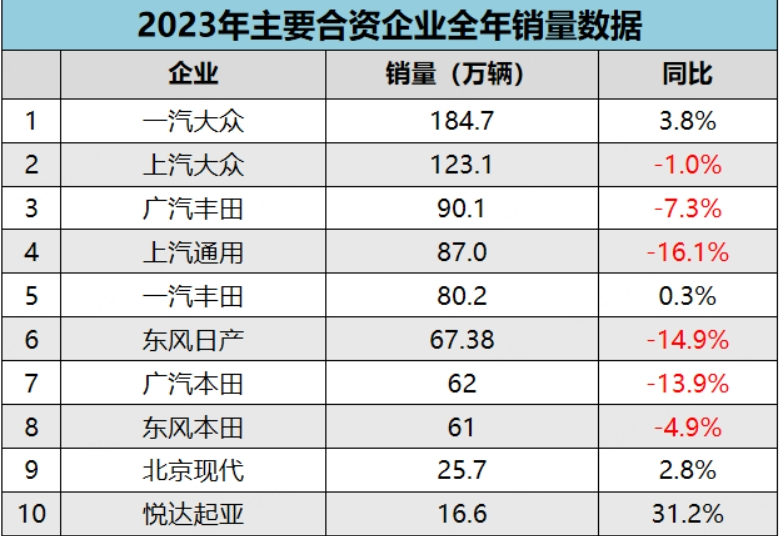 2023年主要合资企业全年销量数据
企业 销量（万辆） 同比
1 一汽大众 184.7 3.8%
2 上汽大众 123.1 -1.0%
3 广汽丰田 90.1 -7.3%
4 上汽通用 87.0 -16.1%
5 一汽丰田 80.2 0.3%
6 东风日产 67.38 -14.9%
7 广汽本田 62 -13.9%
8 东风本田 61 -4.9%
9 北京现代 25.7 2.8%
10 悦达起亚 16.6 31.2%